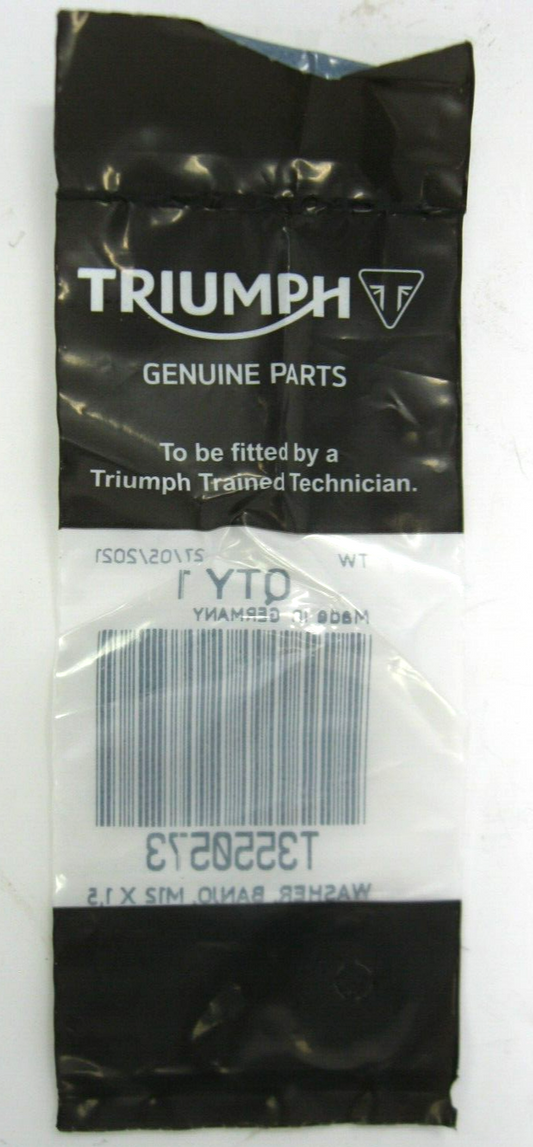 TRIUMPH
GENUINE PARTS
To be fitted by a
Triumph Trained Technician.
TW 27/05/2021
QTY 1
Made in GERMANY
T3550573
WASHER, BANJO, M12 X 1,5